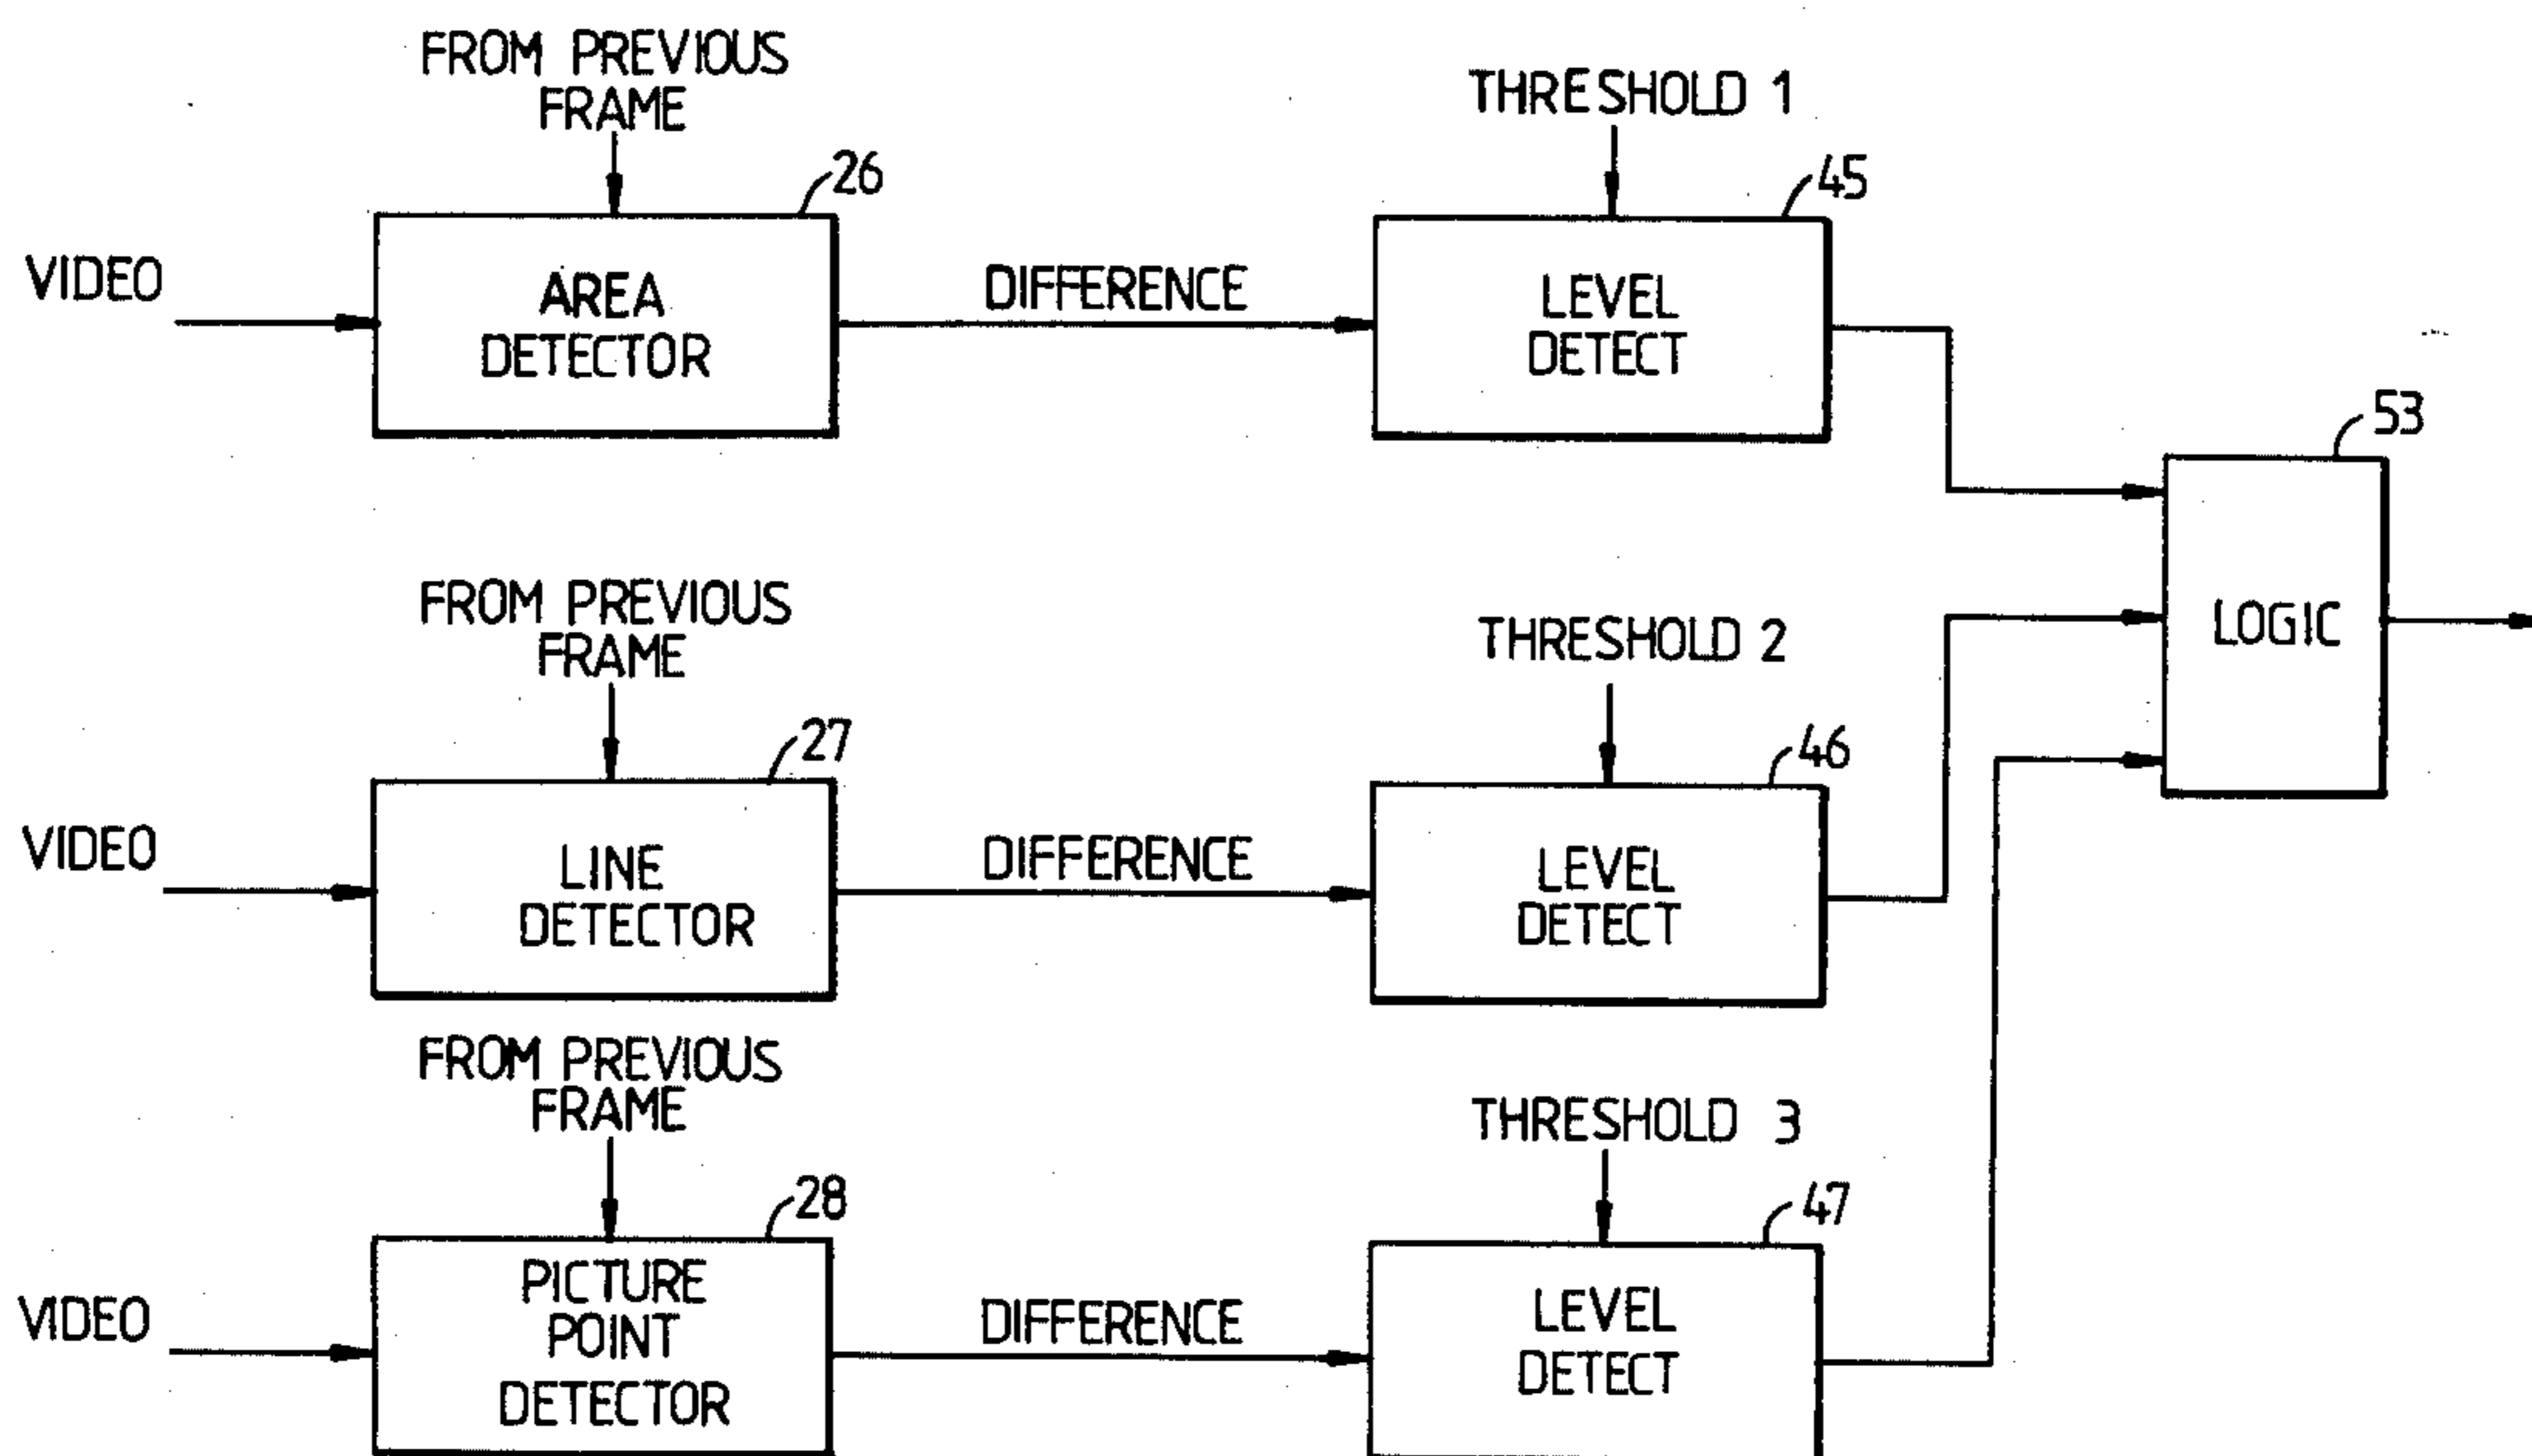 FROM PREVIOUS
FRAME
THRESHOLD 1
26
45
VIDEO
AREA
DETECTOR
DIFFERENCE
LEVEL
DETECT
53
LOGIC
FROM PREVIOUS
FRAME
THRESHOLD 2
27
46
VIDEO
LINE
DETECTOR
DIFFERENCE
LEVEL
DETECT
FROM PREVIOUS
FRAME
THRESHOLD 3
28
47
VIDEO
PICTURE
POINT
DETECTOR
DIFFERENCE
LEVEL
DETECT